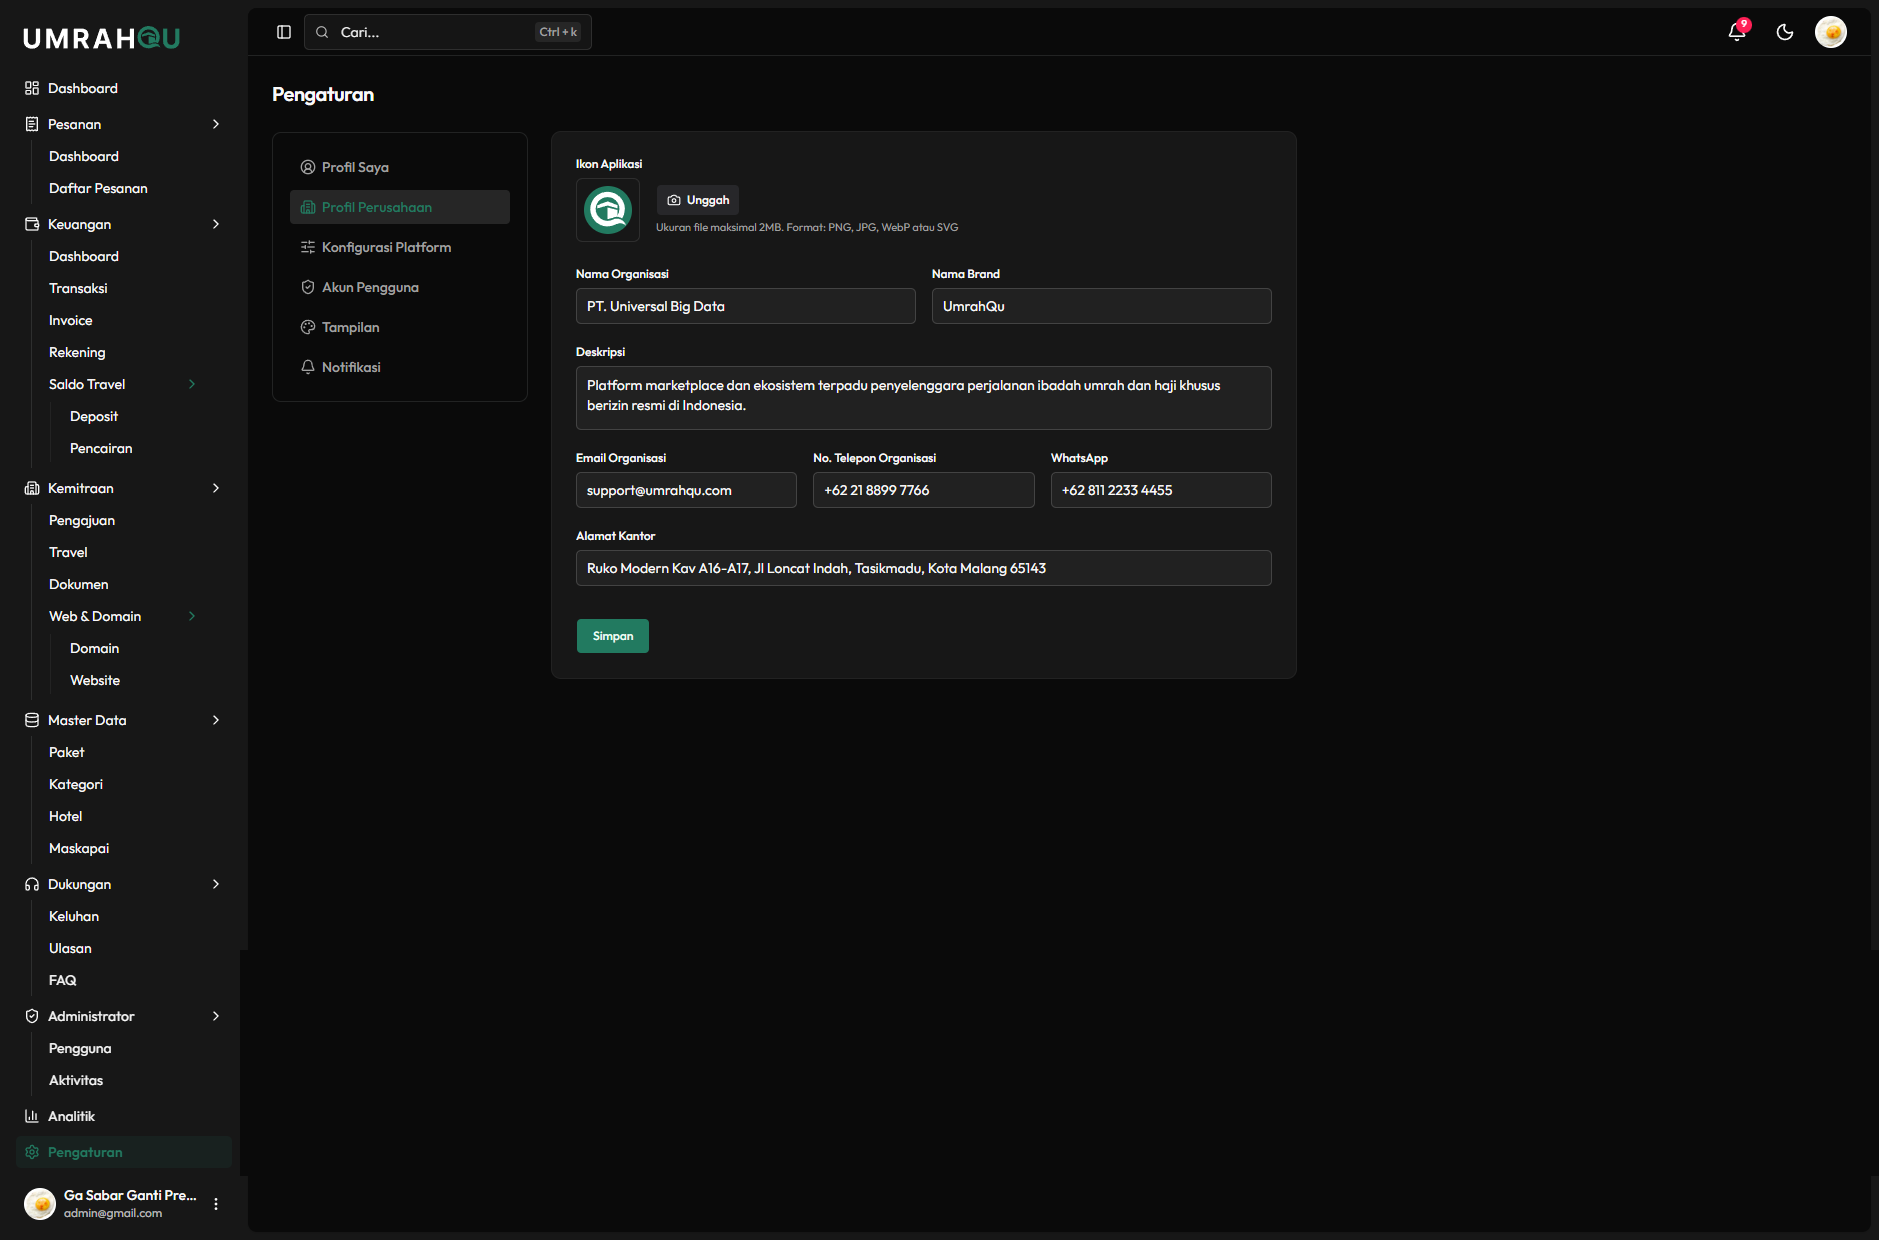 UMRAHQU
Dashboard
Pesanan
Dashboard
Daftar Pesanan
Keuangan
Dashboard
Transaksi
Invoice
Rekening
Saldo Travel
Deposit
Pencairan
Kemitraan
Pengajuan
Travel
Dokumen
Web & Domain
Domain
Website
Master Data
Paket
Kategori
Hotel
Maskapai
Dukungan
Keluhan
Ulasan
FAQ
Administrator
Pengguna
Aktivitas
Analitik
Pengaturan
Ga Sabar Ganti Pre...
admin@gmail.com
Cari...
Ctrl + k
9
Pengaturan
Profil Saya
Profil Perusahaan
Konfigurasi Platform
Akun Pengguna
Tampilan
Notifikasi
Ikon Aplikasi
Unggah
Ukuran file maksimal 2MB. Format: PNG, JPG, WebP atau SVG
Nama Organisasi
PT. Universal Big Data
Nama Brand
UmrahQu
Deskripsi
Platform marketplace dan ekosistem terpadu penyelenggara perjalanan ibadah umrah dan haji khusus
berizin resmi di Indonesia.
Email Organisasi
support@umrahqu.com
No. Telepon Organisasi
+62 21 8899 7766
WhatsApp
+62 811 2233 4455
Alamat Kantor
Ruko Modern Kav A16-A17, Jl Loncat Indah, Tasikmadu, Kota Malang 65143
Simpan